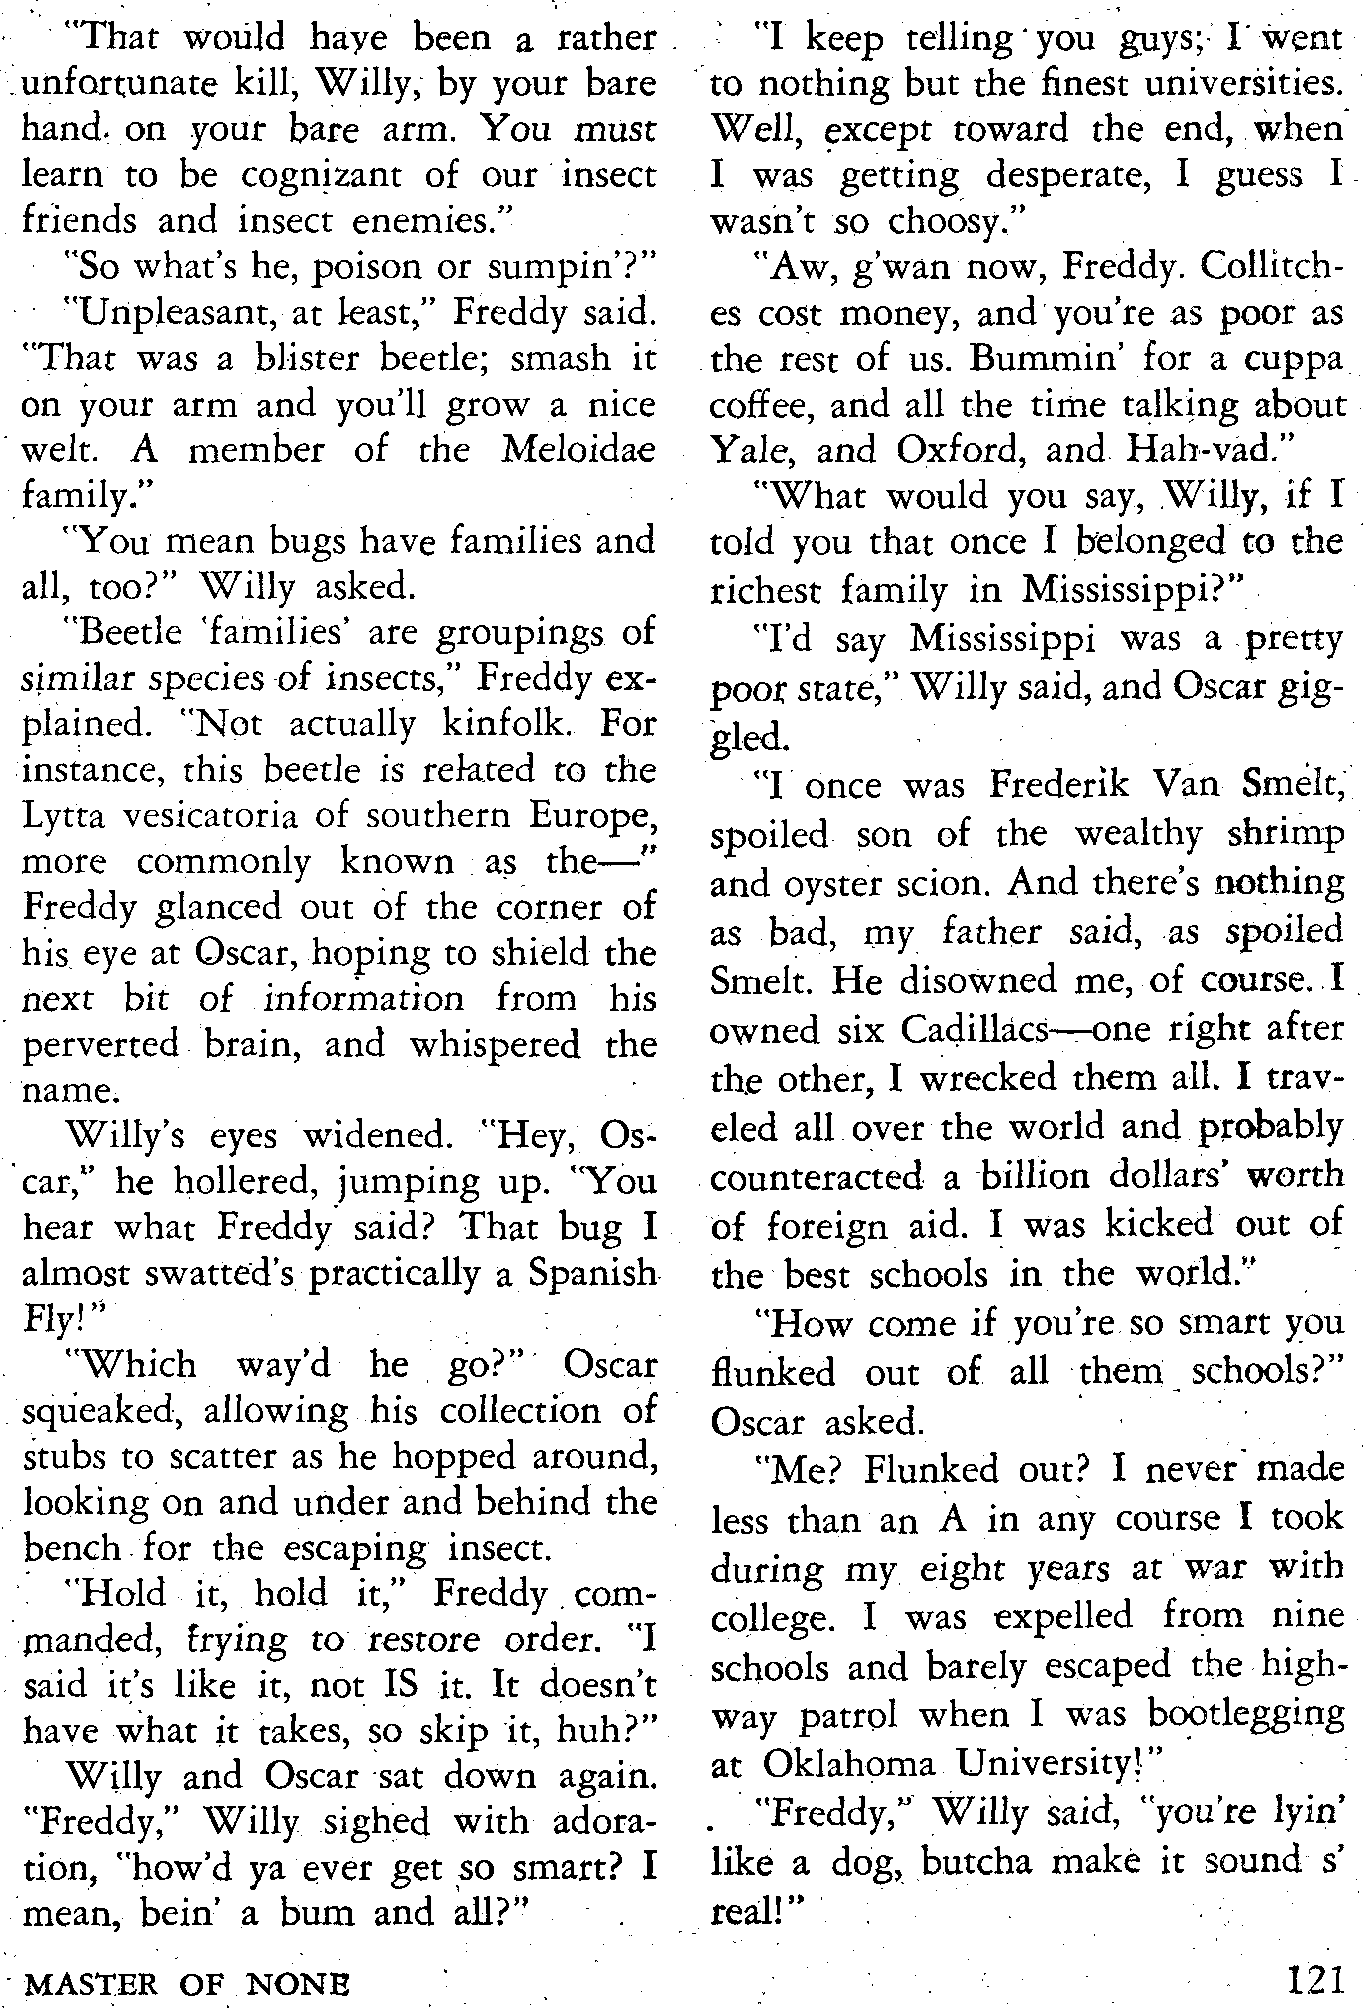 "That would have been a rather
unfortunate kill, Willy, by your bare
hand on your bare arm. You must
learn to be cognizant of our insect
friends and insect enemies."
"So what's he, poison or sumpin'?"
"Unpleasant, at least," Freddy said.
"That was a blister beetle; smash it
on your arm and you'll grow a nice
welt. A member of the Meloidae
family."
"You mean bugs have families and
all, too?" Willy asked.
"Beetle 'families' are groupings of
similar species of insects," Freddy ex-
plained. "Not actually kinfolk. For
instance, this beetle is related to the
Lytta vesicatoria of southern Europe,
more commonly known as the—"
Freddy glanced out of the corner of
his eye at Oscar, hoping to shield the
next bit of information from his
perverted brain, and whispered the
name.
Willy's eyes widened. "Hey, Os-
car," he hollered, jumping up. "You
hear what Freddy said? That bug I
almost swatted's practically a Spanish
Fly!"
"Which way'd he go?" Oscar
squeaked, allowing his collection of
stubs to scatter as he hopped around,
looking on and under and behind the
bench for the escaping insect.
"Hold it, hold it," Freddy com-
manded, trying to restore order. "I
said it's like it, not IS it. It doesn't
have what it takes, so skip it, huh?"
Willy and Oscar sat down again.
"Freddy," Willy sighed with adora-
tion, "how'd ya ever get so smart? I
mean, bein' a bum and all?"
"I keep telling you guys; I went
to nothing but the finest universities.
Well, except toward the end, when
I was getting desperate, I guess I
wasn't so choosy."
"Aw, g'wan now, Freddy. Collitch-
es cost money, and you're as poor as
the rest of us. Bummin' for a cuppa
coffee, and all the time talking about
Yale, and Oxford, and Hah-vad."
"What would you say, Willy, if I
told you that once I belonged to the
richest family in Mississippi?"
"I'd say Mississippi was a pretty
poor state," Willy said, and Oscar gig-
gled.
"I once was Frederik Van Smelt,
spoiled son of the wealthy shrimp
and oyster scion. And there's nothing
as bad, my father said, as spoiled
Smelt. He disowned me, of course. I
owned six Cadillacs—one right after
the other, I wrecked them all. I trav-
eled all over the world and probably
counteracted a billion dollars' worth
of foreign aid. I was kicked out of
the best schools in the world."
"How come if you're so smart you
flunked out of all them schools?"
Oscar asked.
"Me? Flunked out? I never made
less than an A in any course I took
during my eight years at war with
college. I was expelled from nine
schools and barely escaped the high-
way patrol when I was bootlegging
at Oklahoma University!"
"Freddy," Willy said, "you're lyin'
like a dog, butcha make it sound s'
real!"
MASTER OF NONE
121